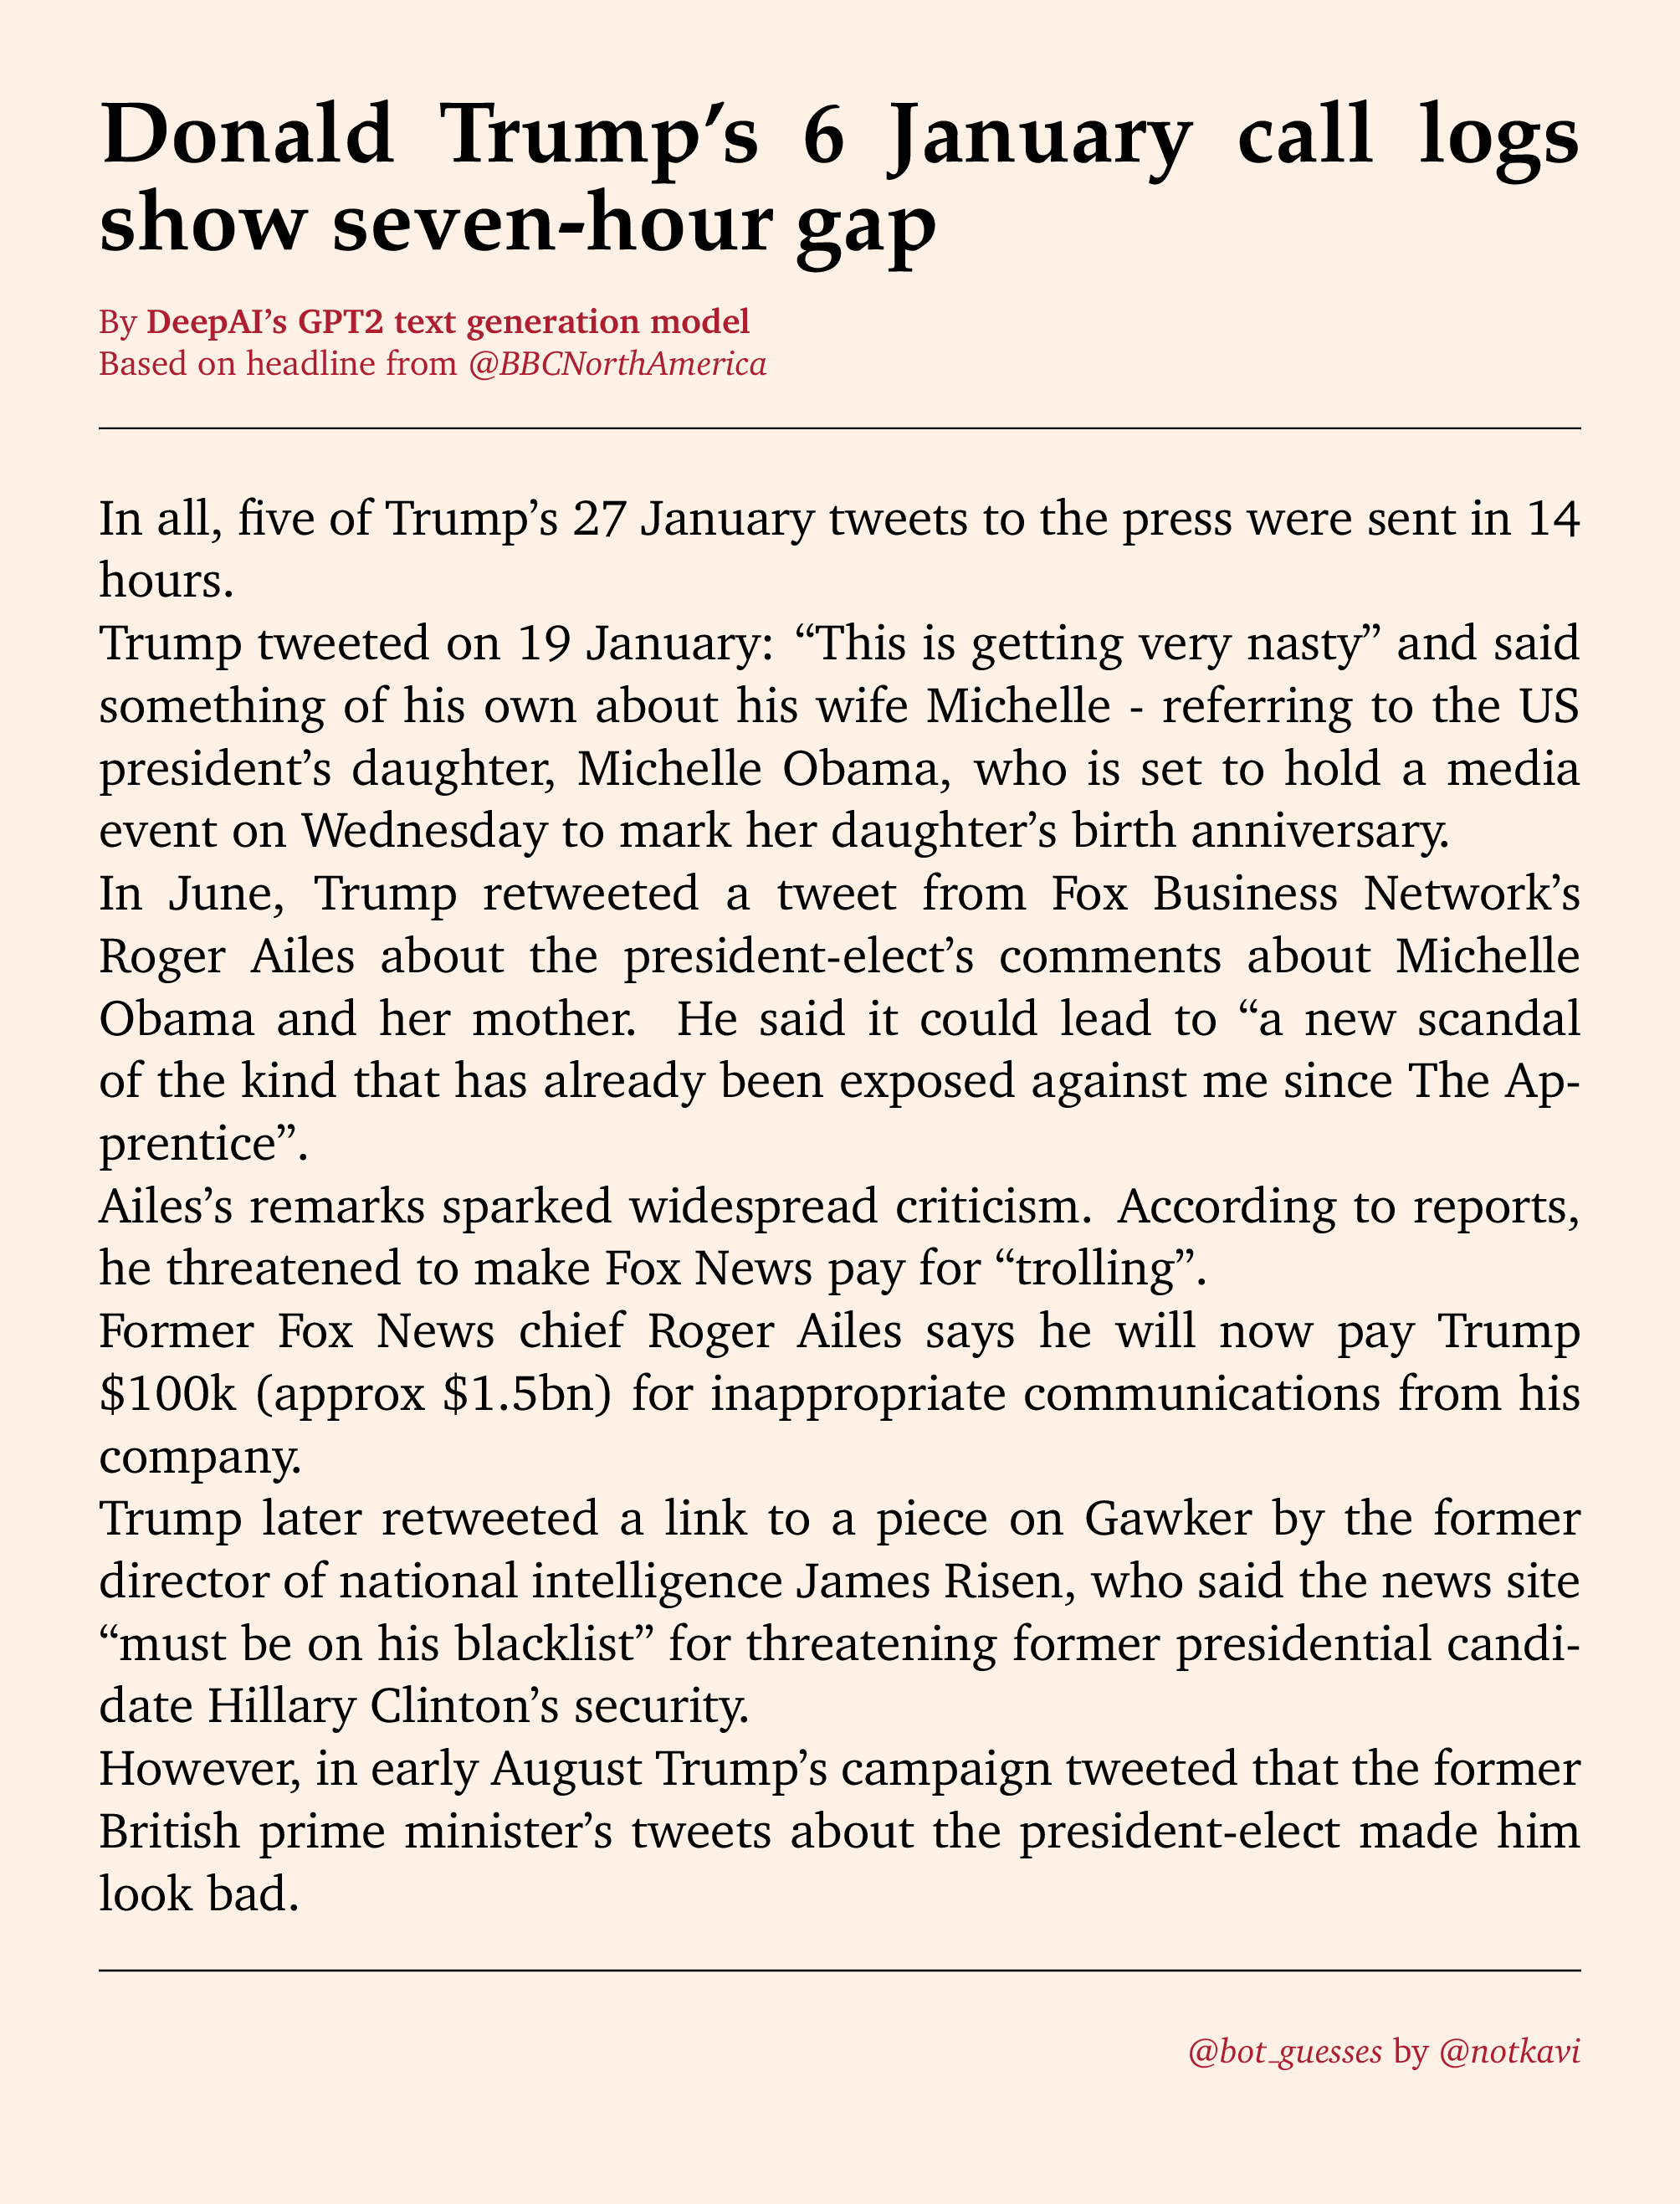 Donald Trump’s 6 January call logs
show seven-hour gap
By DeepAI’s GPT2 text generation model
Based on headline from @BBCNorthAmerica
In all, five of Trump’s 27 January tweets to the press were sent in 14
hours.
Trump tweeted on 19 January: “This is getting very nasty” and said
something of his own about his wife Michelle - referring to the US
president’s daughter, Michelle Obama, who is set to hold a media
event on Wednesday to mark her daughter’s birth anniversary.
In June, Trump retweeted a tweet from Fox Business Network’s
Roger Ailes about the president-elect’s comments about Michelle
Obama and her mother. He said it could lead to “a new scandal
of the kind that has already been exposed against me since The Ap-
prentice”.
Ailes’s remarks sparked widespread criticism. According to reports,
he threatened to make Fox News pay for “trolling”.
Former Fox News chief Roger Ailes says he will now pay Trump
$100k (approx $1.5bn) for inappropriate communications from his
company.
Trump later retweeted a link to a piece on Gawker by the former
director of national intelligence James Risen, who said the news site
“must be on his blacklist” for threatening former presidential candi-
date Hillary Clinton’s security.
However, in early August Trump’s campaign tweeted that the former
British prime minister’s tweets about the president-elect made him
look bad.
@bot_guesses by @notkavi